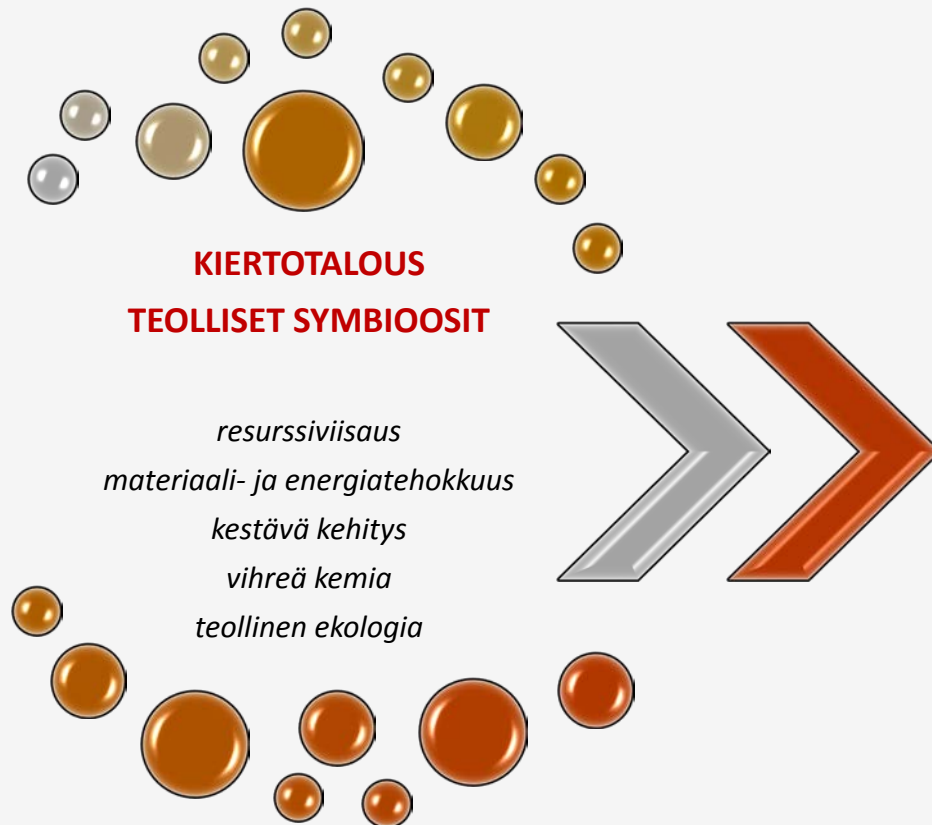 KIERTOTALOUS
TEOLLISET SYMBIOOSIT
resurssiviisaus
materiaali- ja energiatehokkuus
kestävä kehitys
vihreä kemia
teollinen ekologia